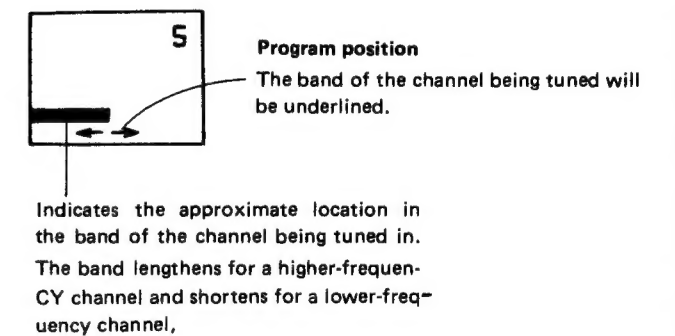 5
Program position
The band of the channel being tuned will
be underlined.
Indicates the approximate location in
the band of the channel being tuned in.
The band lengthens for a higher-frequen-
CY channel and shortens for a lower-freq-
uency channel,